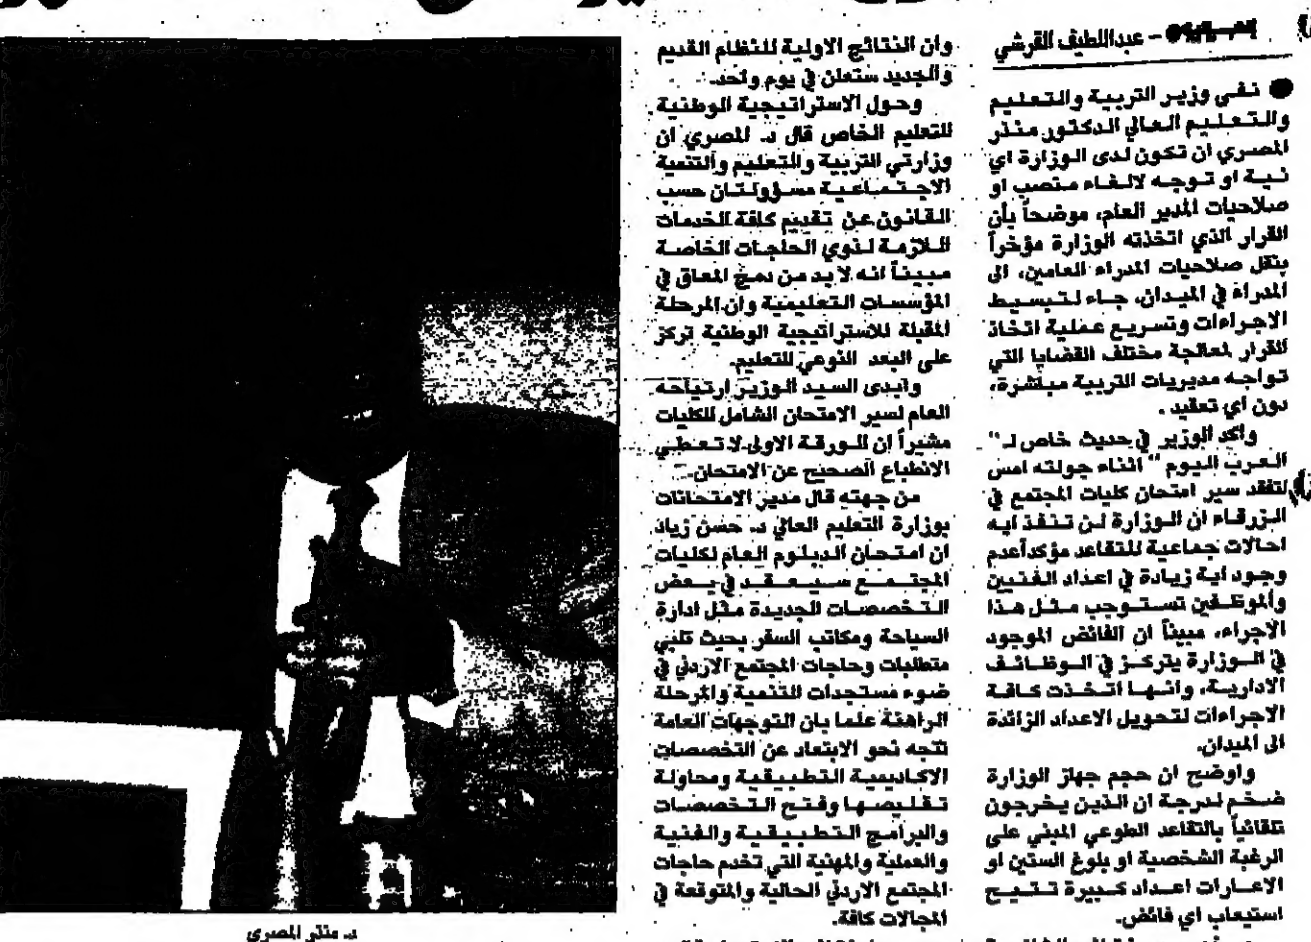 – عبداللطيف القرشي
● نفى وزير التربية والتعليم
والتعليم العالي الدكتور منذر
المصري ان تكون لدى الوزارة اي
نية او توجه لالغاء منصب او
صلاحيات المدير العام، موضحاً بأن
القرار الذي اتخذته الوزارة مؤخراً
بنقل صلاحيات المدراء العامين، الى
المدراء في الميدان، جاء لتبسيط
الاجراءات وتسريع عملية اتخاذ
القرار لمعالجة مختلف القضايا التي
تواجه مديريات التربية مباشرة،
دون أي تعقيد .
واكد الوزير في حديث خاص لـ"
العرب اليوم" اثناء جولته امس
لتفقد سير امتحان كليات المجتمع في
الزرقاء ان الوزارة لن تنفذ ايه
احالات جماعية للتقاعد مؤكداً عدم
وجود اية زيادة في اعداد الفنيين
والموظفين تستوجب مثل هذا
الاجراء، مبيناً ان الفائض الموجود
في الوزارة يتركز في الوظائف
الادارية، وانها اتخذت كافة
الاجراءات لتحويل الاعداد الزائدة
الى الميدان.
واوضح ان حجم جهاز الوزارة
ضخم لدرجة ان الذين يخرجون
تلقائياً بالتقاعد الطوعي المبني على
الرغبة الشخصية او بلوغ الستين او
الاعارات اعداد كبيرة تتيح
استيعاب اي فائض.
وان النتائج الاولية للنظام القديم
والجديد ستعلن في يوم واحد.
وحول الاستراتيجية الوطنية
للتعليم الخاص قال د. المصري ان
وزارتي التربية والتعليم والتنمية
الاجتماعية مسؤولتان حسب
القانون عن تقديم كافة الخدمات
اللازمة لذوي الحاجات الخاصة
مبيناً انه لا بد من دمج المعاق في
المؤسسات التعليمية وان المرحلة
المقبلة للاستراتيجية الوطنية تركز
على البعد النوعي للتعليم.
وابدى السيد الوزير ارتياحه
العام لسير الامتحان الشامل للكليات
مشيراً ان الورقة الاولى لا تعطي
الانطباع الصحيح عن الامتحان.
من جهته قال مدير الامتحانات
بوزارة التعليم العالي د. حسن زياد
ان امتحان الدبلوم العام لكليات
المجتمع سيعقد في بعض
التخصصات الجديدة مثل ادارة
السياحة ومكاتب السفر بحيث تلبي
متطلبات وحاجات المجتمع الاردني في
ضوء مستجدات التنمية والمرحلة
الراهنة علما بان التوجهات العامة
تتجه نحو الابتعاد عن التخصصات
الاكاديمية التطبيقية ومحاولة
تقليصها وفتح التخصصات
والبرامج التطبيقية والفنية
والعملية والمهنية التي تخدم حاجات
المجتمع الاردني الحالية والمتوقعة في
المجالات كافة.
د. منذر المصري